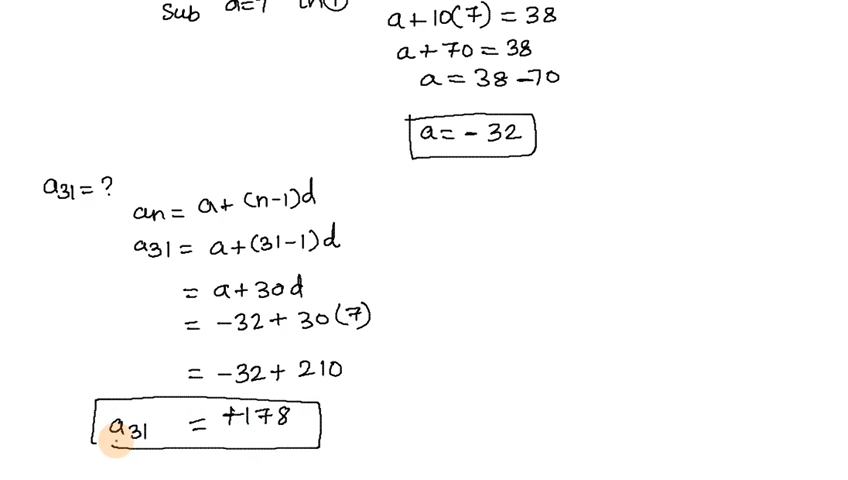 Sub
a+10(7) = 38
a+70 = 38
a = 38-70
a = -32
a31 = ?
an = a+(n-1)d
a31 = a+(31-1)d
= a+30d
= -32+30(7)
= -32+210
a31 = +178